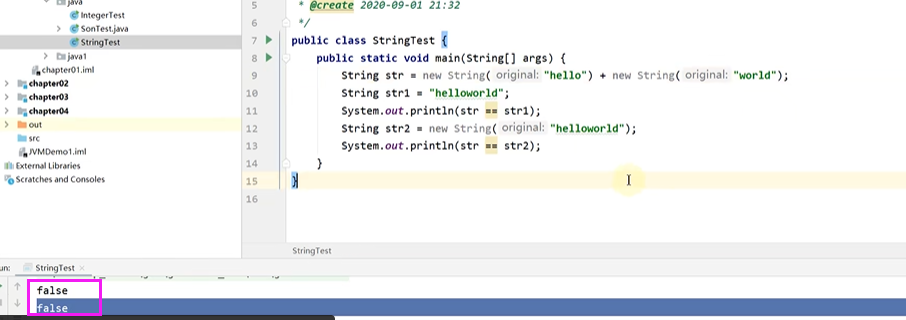 java
IntegerTest
SonTest.java
StringTest
java1
chapter01.iml
chapter02
chapter03
chapter04
out
src
JVMDemo1.iml
External Libraries
Scratches and Consoles
5 * @create 2020-09-01 21:32
6 */
7 public class StringTest {
8 public static void main(String[] args) {
9 String str = new String( original: "hello") + new String( original: "world");
10 String str1 = "helloworld";
11 System.out.println(str == str1);
12 String str2 = new String( original: "helloworld");
13 System.out.println(str == str2);
14 }
15 }
16
StringTest
un: StringTest ×
false
false